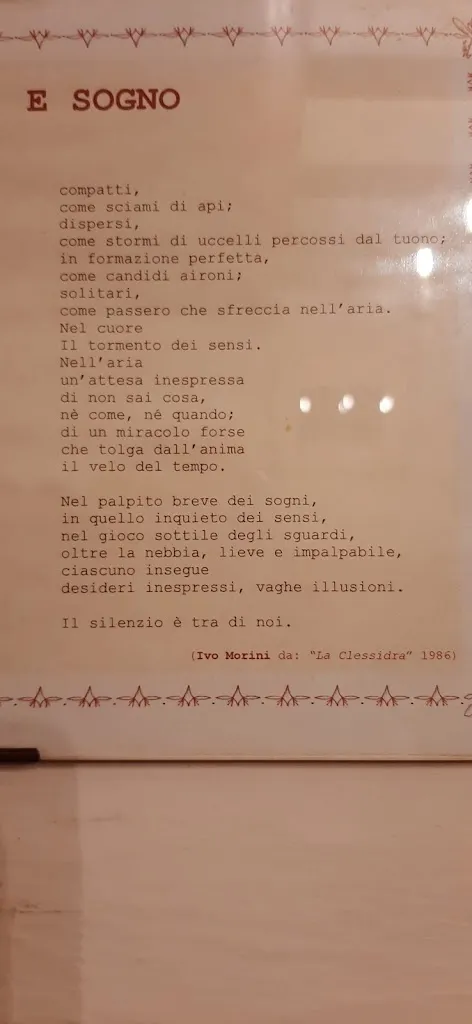 E SOGNO
compatti,
come sciami di api;
dispersi,
come stormi di uccelli percossi dal tuono;
in formazione perfetta,
come candidi aironi;
solitari,
come passero che sfreccia nell'aria.
Nel cuore
Il tormento dei sensi.
Nell'aria
un'attesa inespressa
di non sai cosa,
nè come, né quando;
di un miracolo forse
che tolga dall'anima
il velo del tempo.
Nel palpito breve dei sogni,
in quello inquieto dei sensi,
nel gioco sottile degli sguardi,
oltre la nebbia, lieve e impalpabile,
ciascuno insegue
desideri inespressi, vaghe illusioni.
Il silenzio è tra di noi.
(Ivo Morini da: "La Clessidra" 1986)